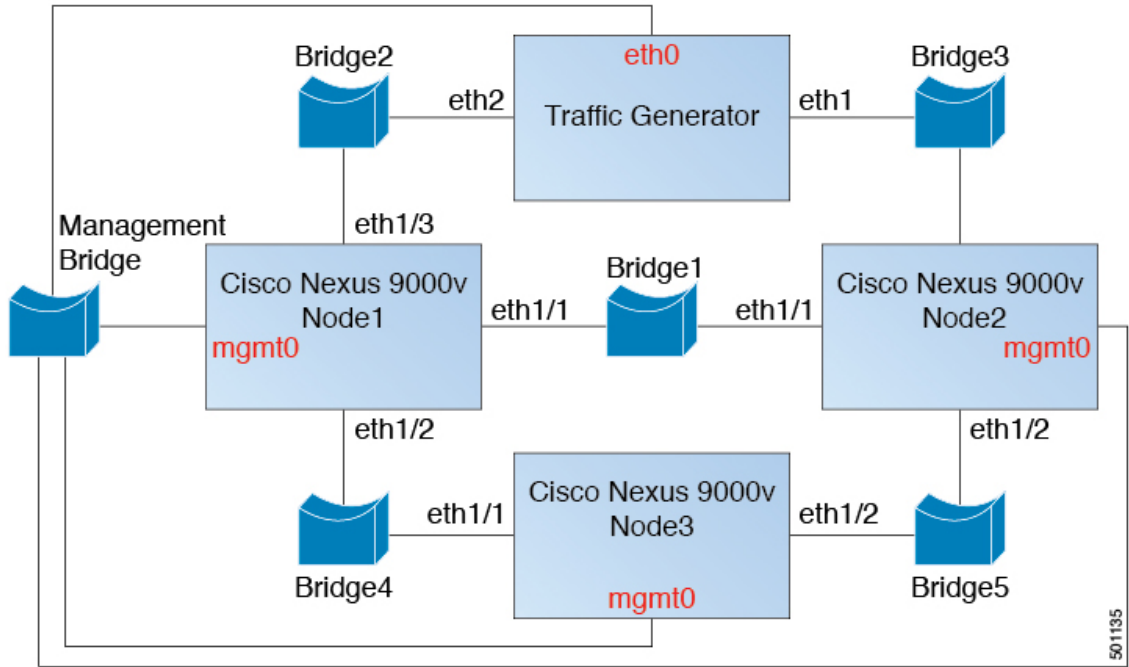 Bridge2
eth0
Bridge3
eth2
Traffic Generator
eth1
Management
Bridge
eth1/3
Cisco Nexus 9000v
Node1
mgmt0
eth1/1
Bridge1
eth1/1
Cisco Nexus 9000v
Node2
mgmt0
eth1/2
eth1/2
eth1/1
Cisco Nexus 9000v
Node3
mgmt0
eth1/2
Bridge4
Bridge5
501135